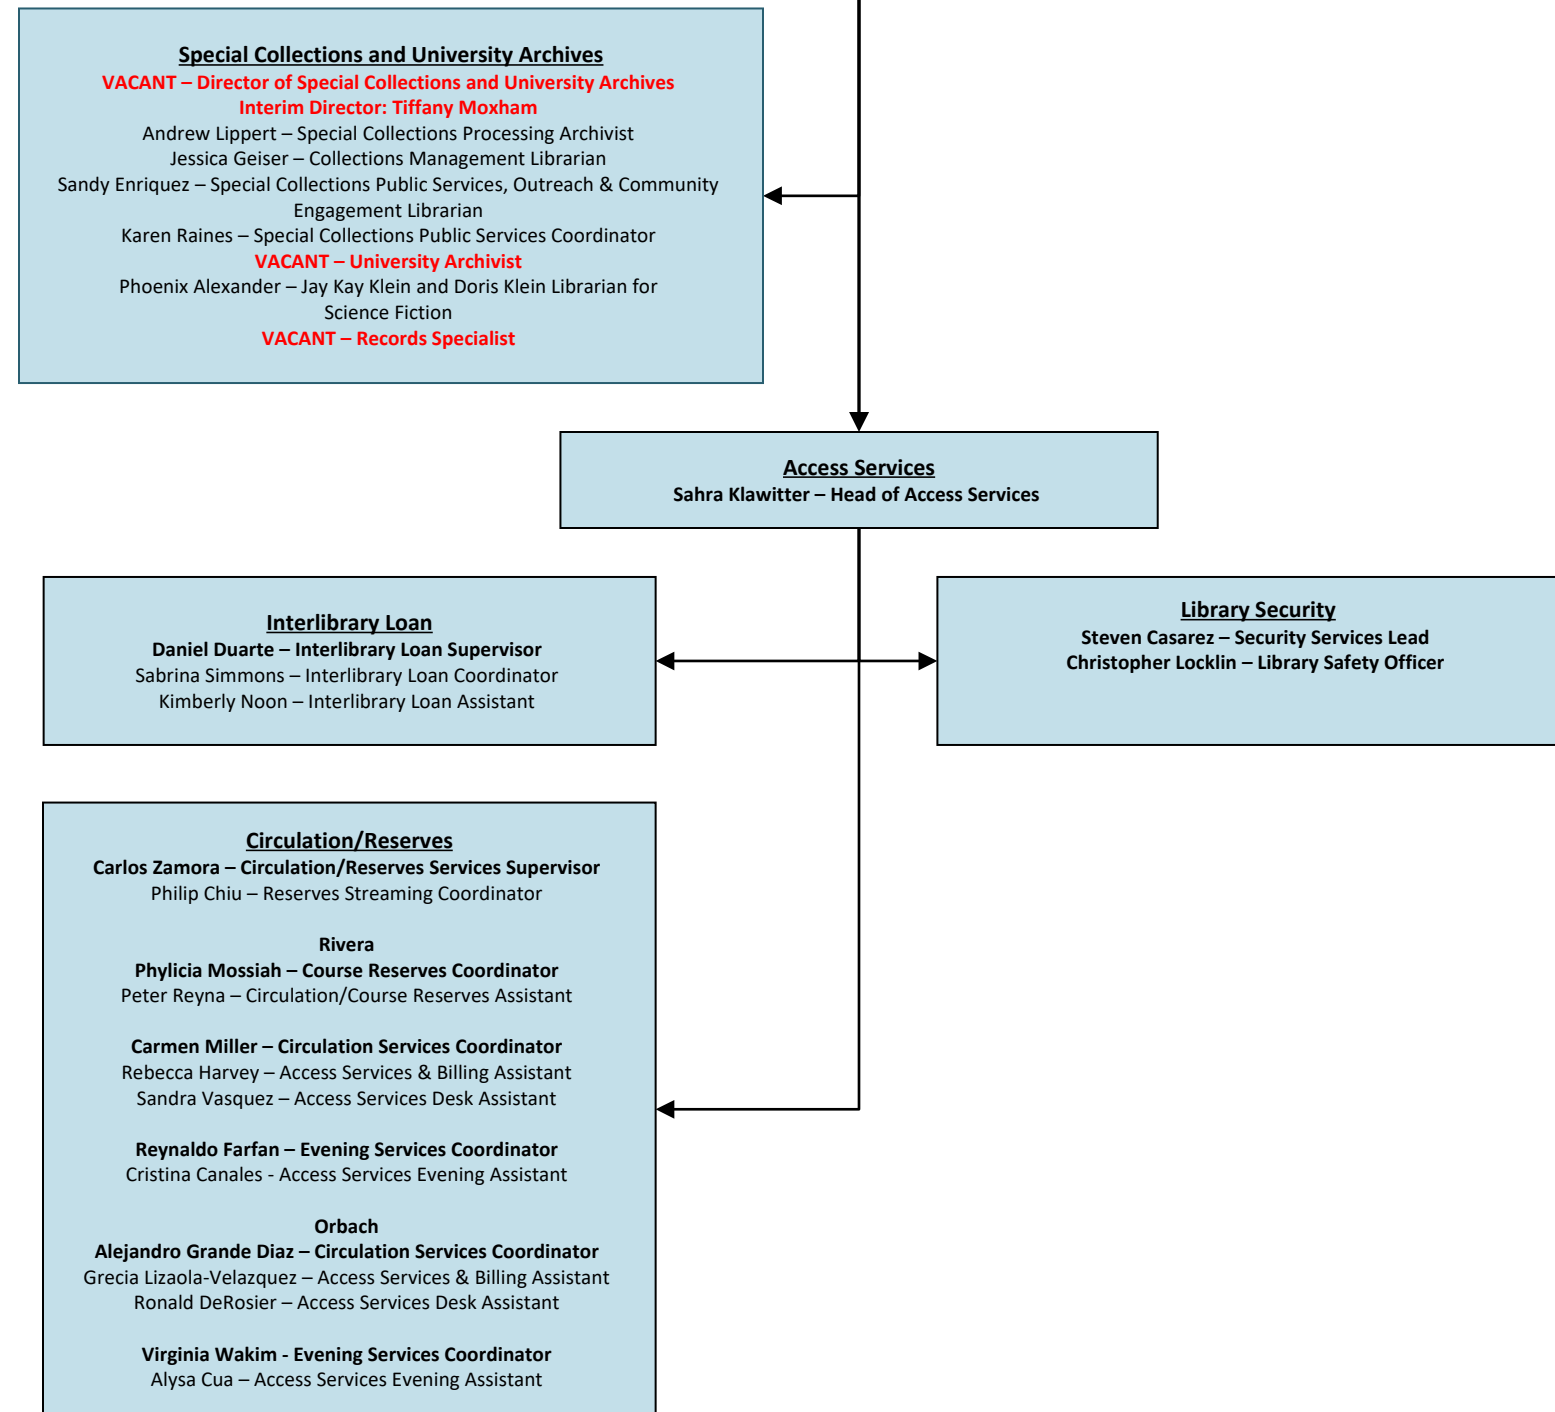 Special Collections and University Archives
VACANT – Director of Special Collections and University Archives
Interim Director: Tiffany Moxham
Andrew Lippert – Special Collections Processing Archivist
Jessica Geiser – Collections Management Librarian
Sandy Enriquez – Special Collections Public Services, Outreach & Community
Engagement Librarian
Karen Raines – Special Collections Public Services Coordinator
VACANT – University Archivist
Phoenix Alexander – Jay Kay Klein and Doris Klein Librarian for
Science Fiction
VACANT – Records Specialist
Access Services
Sahra Klawitter – Head of Access Services
Interlibrary Loan
Daniel Duarte – Interlibrary Loan Supervisor
Sabrina Simmons – Interlibrary Loan Coordinator
Kimberly Noon – Interlibrary Loan Assistant
Library Security
Steven Casarez – Security Services Lead
Christopher Locklin – Library Safety Officer
Circulation/Reserves
Carlos Zamora – Circulation/Reserves Services Supervisor
Philip Chiu – Reserves Streaming Coordinator
Rivera
Phylicia Mossiah – Course Reserves Coordinator
Peter Reyna – Circulation/Course Reserves Assistant
Carmen Miller – Circulation Services Coordinator
Rebecca Harvey – Access Services & Billing Assistant
Sandra Vasquez – Access Services Desk Assistant
Reynaldo Farfan – Evening Services Coordinator
Cristina Canales - Access Services Evening Assistant
Orbach
Alejandro Grande Diaz – Circulation Services Coordinator
Grecia Lizaola-Velazquez – Access Services & Billing Assistant
Ronald DeRosier – Access Services Desk Assistant
Virginia Wakim - Evening Services Coordinator
Alysa Cua – Access Services Evening Assistant